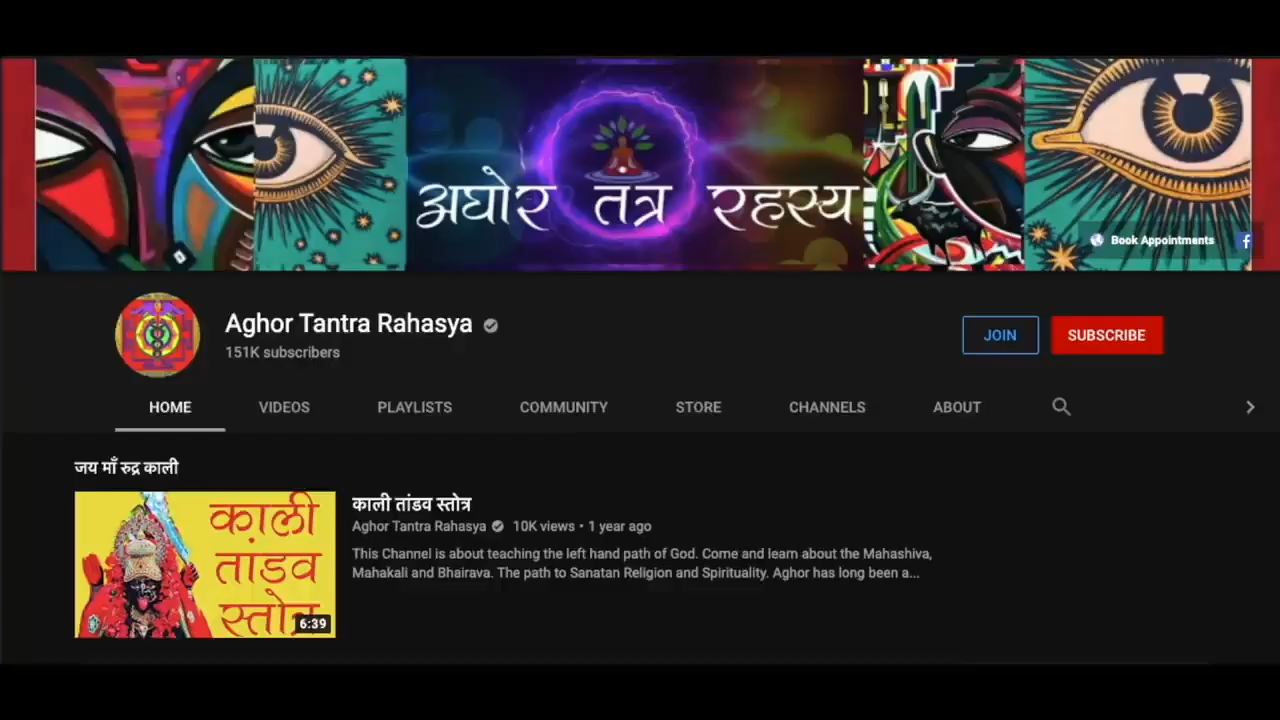 अघोर तत्र रहस्य
Book Appointments
Aghor Tantra Rahasya
151K subscribers
JOIN
SUBSCRIBE
HOME VIDEOS PLAYLISTS COMMUNITY STORE CHANNELS ABOUT
जय माँ रुद्र काली
काली
तांडव
स्तोत्र
6:39
काली तांडव स्तोत्र
Aghor Tantra Rahasya 10K views • 1 year ago
This Channel is about teaching the left hand path of God. Come and learn about the Mahashiva,
Mahakali and Bhairava. The path to Sanatan Religion and Spirituality. Aghor has long been a...